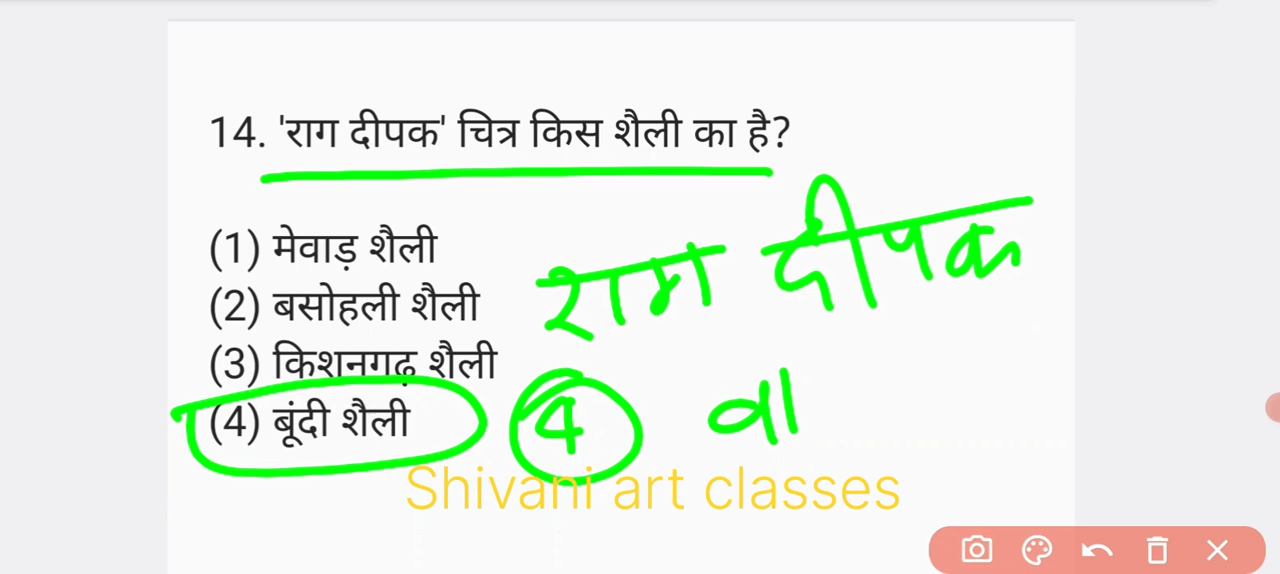 14. 'राग दीपक' चित्र किस शैली का है?
(1) मेवाड़ शैली
(2) बसोहली शैली
(3) किशनगढ़ शैली
(4) बूंदी शैली
राग दीपक
4
Shivani art classes